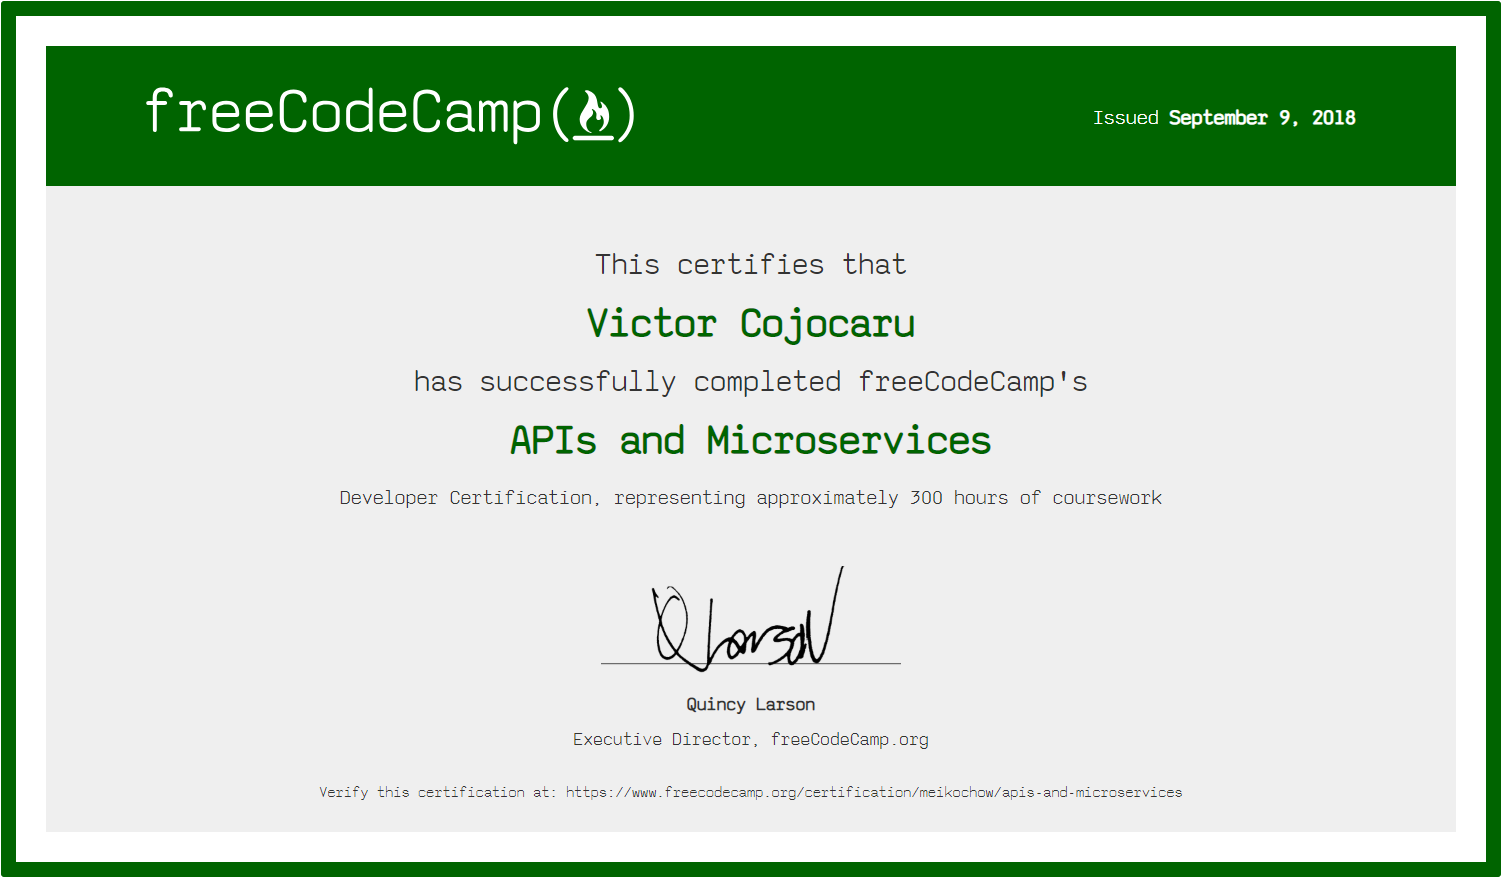 freeCodeCamp()
Issued September 9, 2018
This certifies that
Victor Cojocaru
has successfully completed freeCodeCamp's
APIs and Microservices
Developer Certification, representing approximately 300 hours of coursework
Q Larson
Quincy Larson
Executive Director, freeCodeCamp.org
Verify this certification at: https://www.freecodecamp.org/certification/meikochow/apis-and-microservices